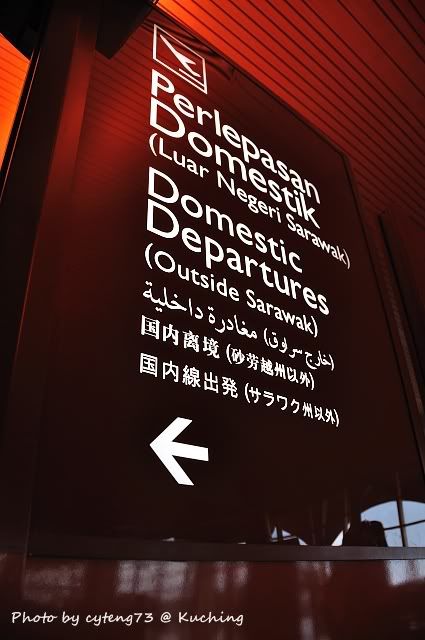 Perlepasan
Domestik
(Luar Negeri Sarawak)
Domestic
Departures
(Outside Sarawak)
مغادرة داخلية (خارج سرواق)
国内离境 (砂劳越州以外)
国内線出発 (サラワク州以外)
Photo by cyteng73 @ Kuching